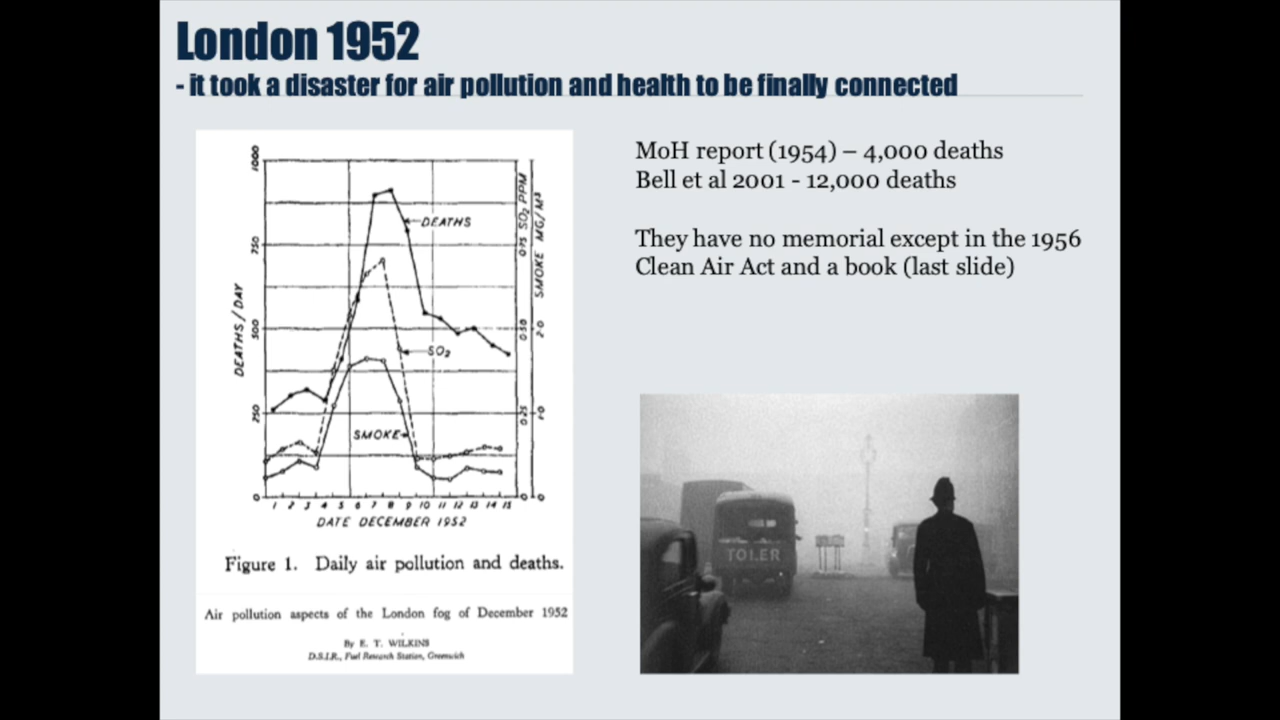 London 1952
- it took a disaster for air pollution and health to be finally connected
MoH report (1954) – 4,000 deaths
Bell et al 2001 - 12,000 deaths
They have no memorial except in the 1956
Clean Air Act and a book (last slide)
1000
750
500
250
0
DEATHS/DAY
DEATHS
SO₂
SMOKE
SO₂ PPM
0.75
0.50
0.25
0
SMOKE MG/M³
2.0
1.0
0
1 2 3 4 5 6 7 8 9 10 11 12 13 14 15
DATE DECEMBER 1952
Figure 1. Daily air pollution and deaths.
Air pollution aspects of the London fog of December 1952
By E. T. WILKINS
D.S.I.R., Fuel Research Station, Greenwich
TOLER